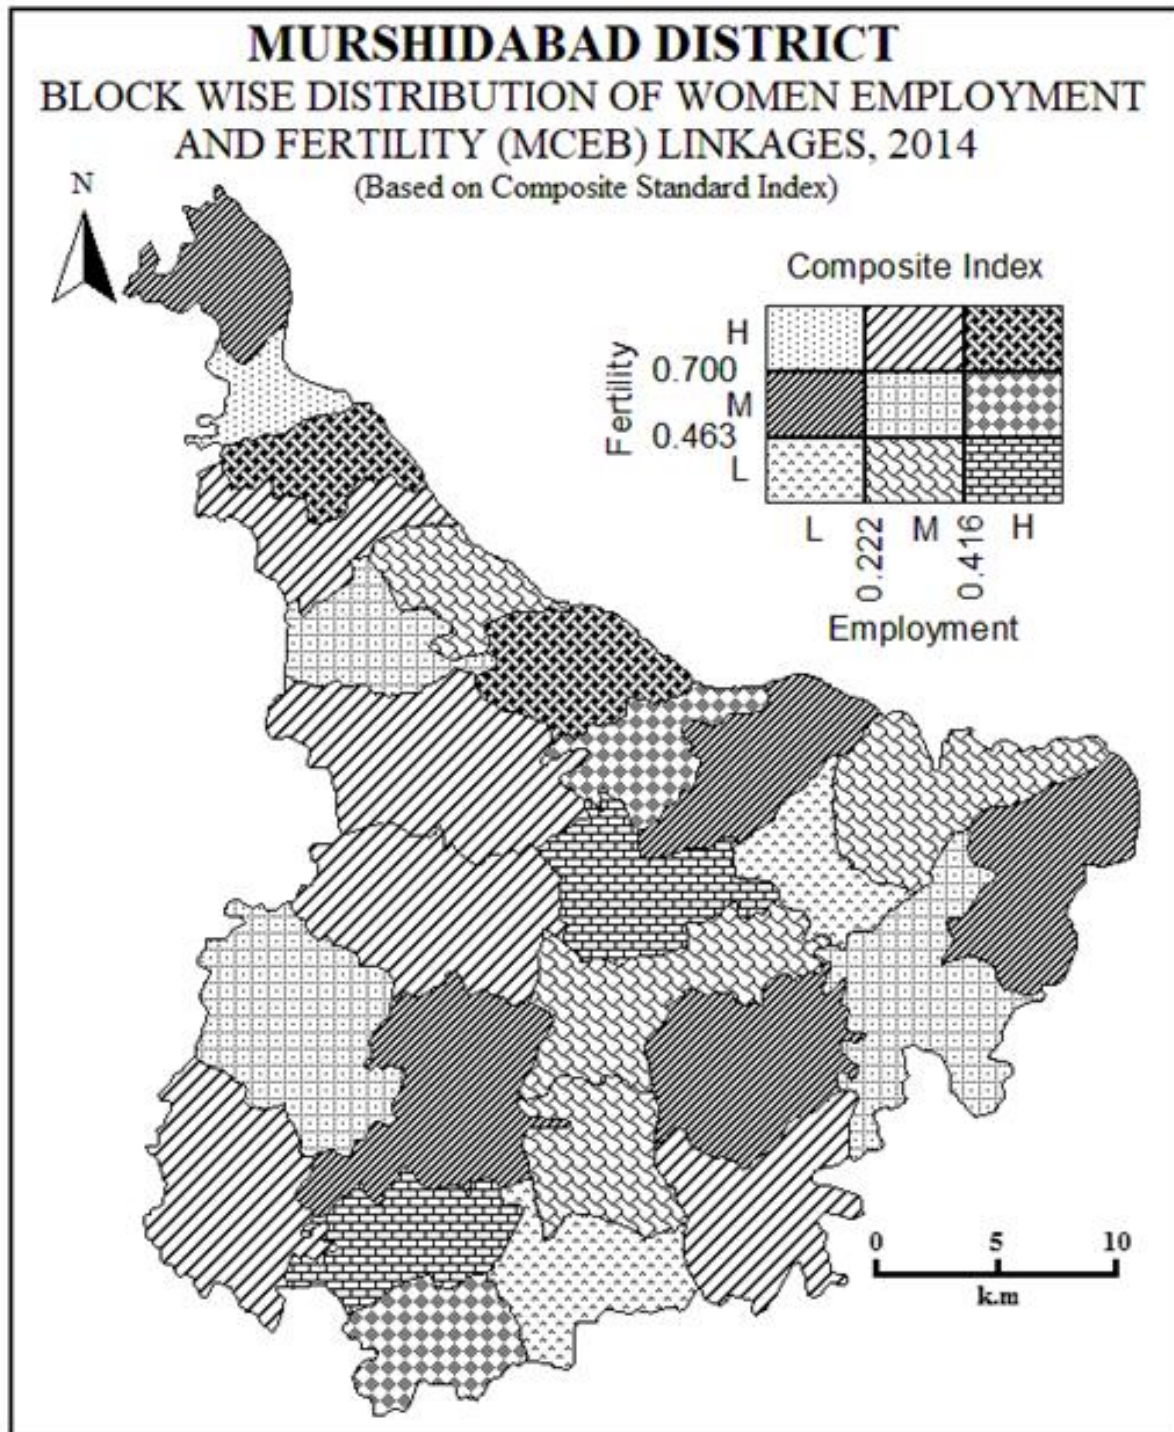 MURSHIDABAD DISTRICT
BLOCK WISE DISTRIBUTION OF WOMEN EMPLOYMENT
AND FERTILITY (MCEB) LINKAGES, 2014
(Based on Composite Standard Index)
N
Composite Index
Fertility
H
0.700
M
0.463
L
L
0.222
M
0.416
H
Employment
0 5 10
k.m